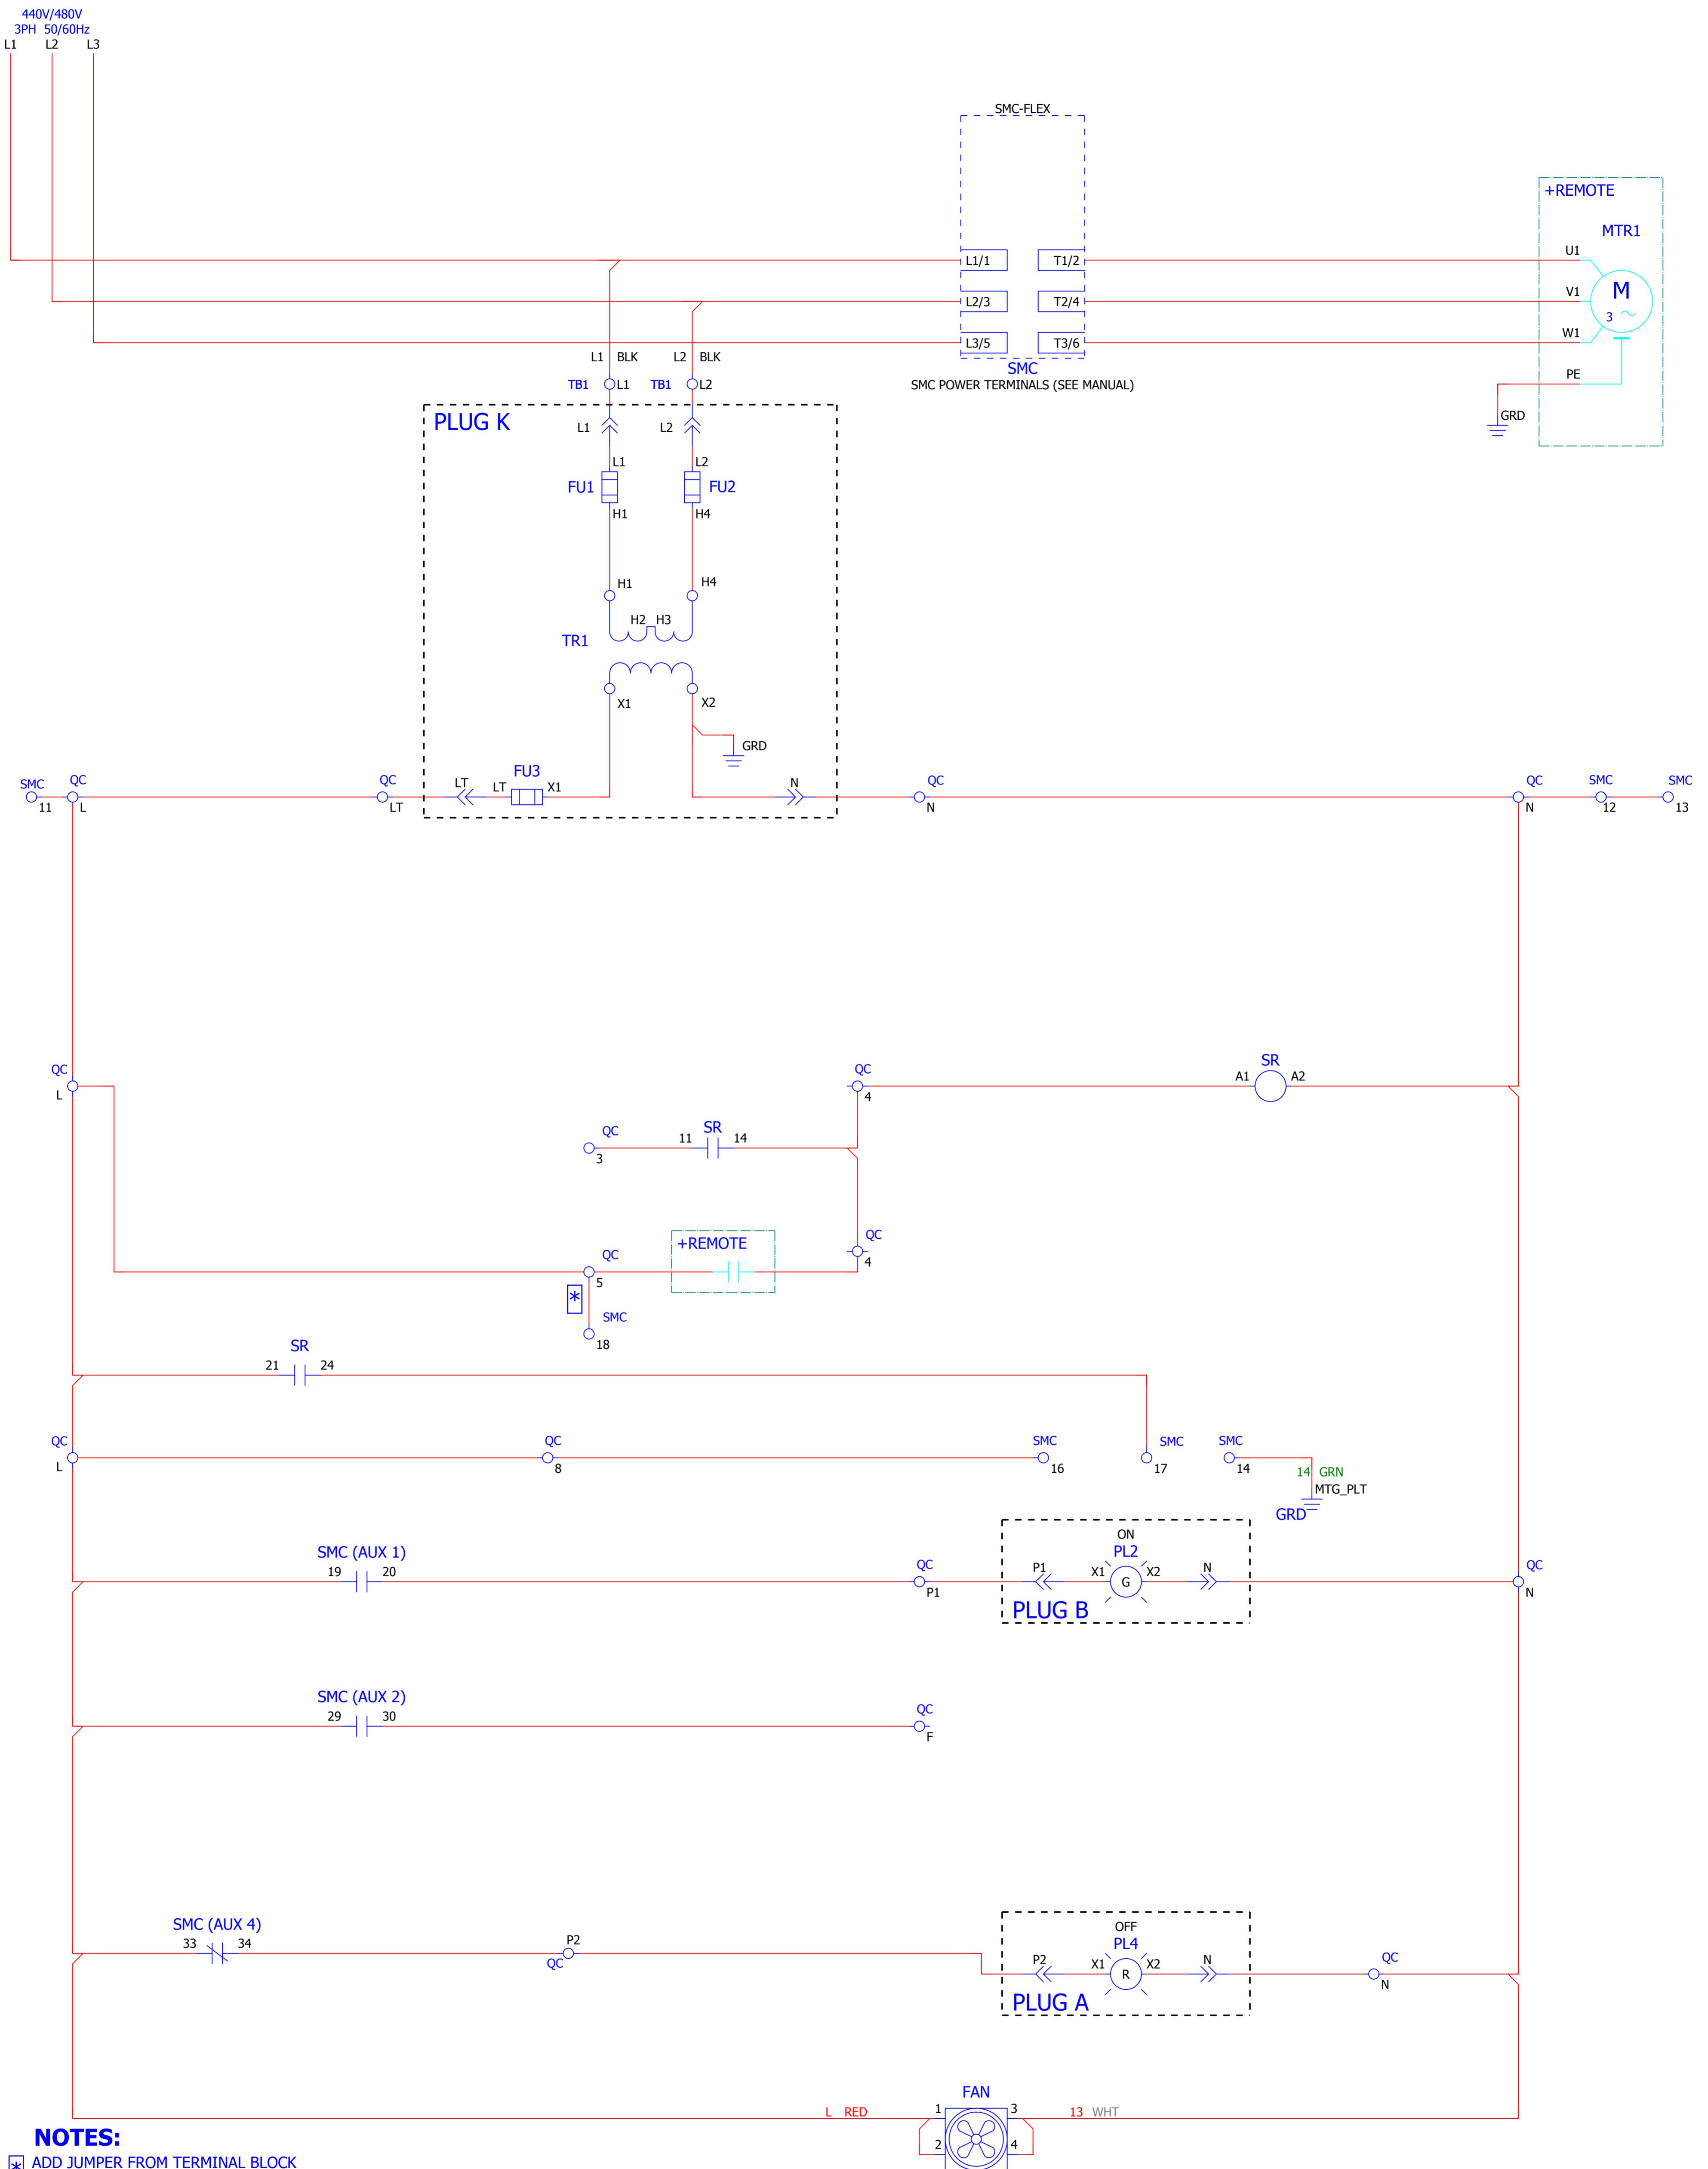 440V/480V
3PH 50/60Hz
L1 L2 L3
SMC-FLEX
+REMOTE
MTR1
L1/1 T1/2 U1
L2/3 T2/4 V1 M
3
L3/5 T3/6 W1
L1 BLK L2 BLK
SMC
SMC POWER TERMINALS (SEE MANUAL)
PE
TB1 L1 TB1 L2
GRD
PLUG K
L1 L2
L1 L2
FU1 FU2
H1 H4
H1 H4
H2 H3
TR1
X1 X2
GRD
SMC QC QC LT LT FU3 X1 N QC QC SMC SMC
11 L LT N N 12 13
QC QC SR
L 4 A1 A2
QC 11 SR 14
3
QC
4
QC +REMOTE
5
*
SMC
18
SR
21 24
QC QC SMC SMC SMC
L 8 16 17 14
14 GRN
MTG_PLT
GRD
SMC (AUX 1)
19 20
QC
P1
ON
PL2
P1 X1 G X2 N
PLUG B
QC
N
SMC (AUX 2)
29 30
QC
F
SMC (AUX 4)
33 34
P2
QC
OFF
PL4
P2 X1 R X2 N
PLUG A
QC
N
FAN
L RED 1 3 13 WHT
2 4
NOTES:
* ADD JUMPER FROM TERMINAL BLOCK